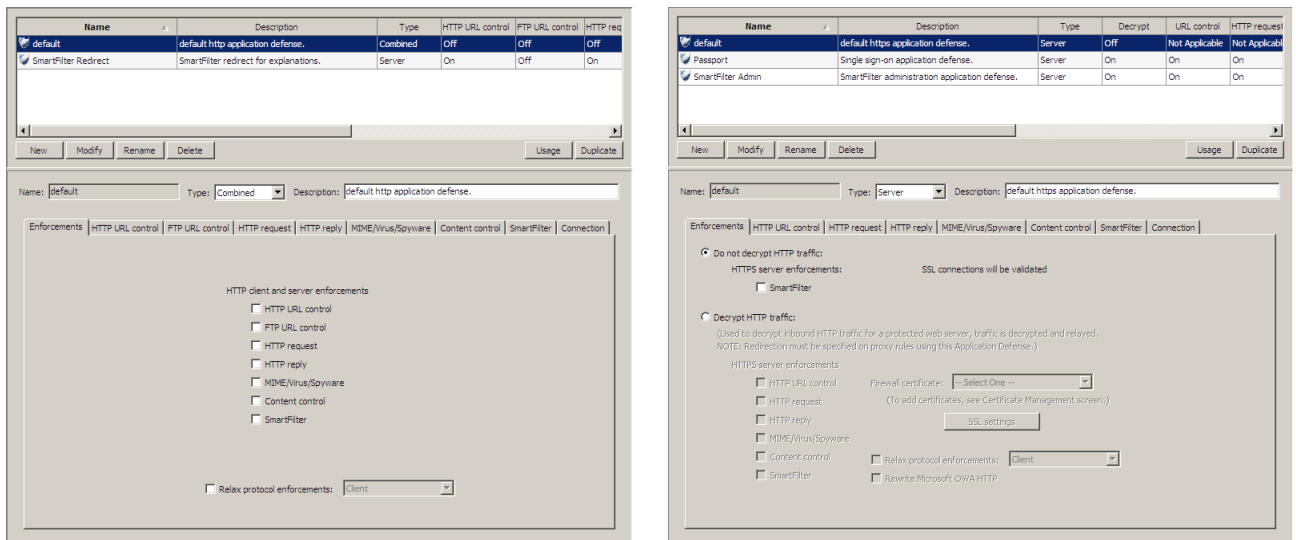 Name Description Type HTTP URL control FTP URL control HTTP req
default default http application defense. Combined Off Off Off
SmartFilter Redirect SmartFilter redirect for explanations. Server On Off On
New Modify Rename Delete Usage Duplicate
Name: default Type: Combined Description: default http application defense.
Enforcements HTTP URL control FTP URL control HTTP request HTTP reply MIME/Virus/Spyware Content control SmartFilter Connection
HTTP client and server enforcements
HTTP URL control
FTP URL control
HTTP request
HTTP reply
MIME/Virus/Spyware
Content control
SmartFilter
Relax protocol enforcements: Client
Name Description Type Decrypt URL control HTTP request
default default https application defense. Server Off Not Applicable Not Applicabl
Passport Single sign-on application defense. Server On On On
SmartFilter Admin SmartFilter administration application defense. Server On On On
New Modify Rename Delete Usage Duplicate
Name: default Type: Server Description: default https application defense.
Enforcements HTTP URL control HTTP request HTTP reply MIME/Virus/Spyware Content control SmartFilter Connection
Do not decrypt HTTP traffic:
HTTPS server enforcements: SSL connections will be validated
SmartFilter
Decrypt HTTP traffic:
(Used to decrypt inbound HTTP traffic for a protected web server, traffic is decrypted and relayed.
NOTE: Redirection must be specified on proxy rules using this Application Defense.)
HTTPS server enforcements
HTTP URL control Firewall certificate: -- Select One --
HTTP request (To add certificates, see Certificate Management screen.)
HTTP reply SSL settings
MIME/Virus/Spyware
Content control Relax protocol enforcements: Client
SmartFilter Rewrite Microsoft OWA HTTP